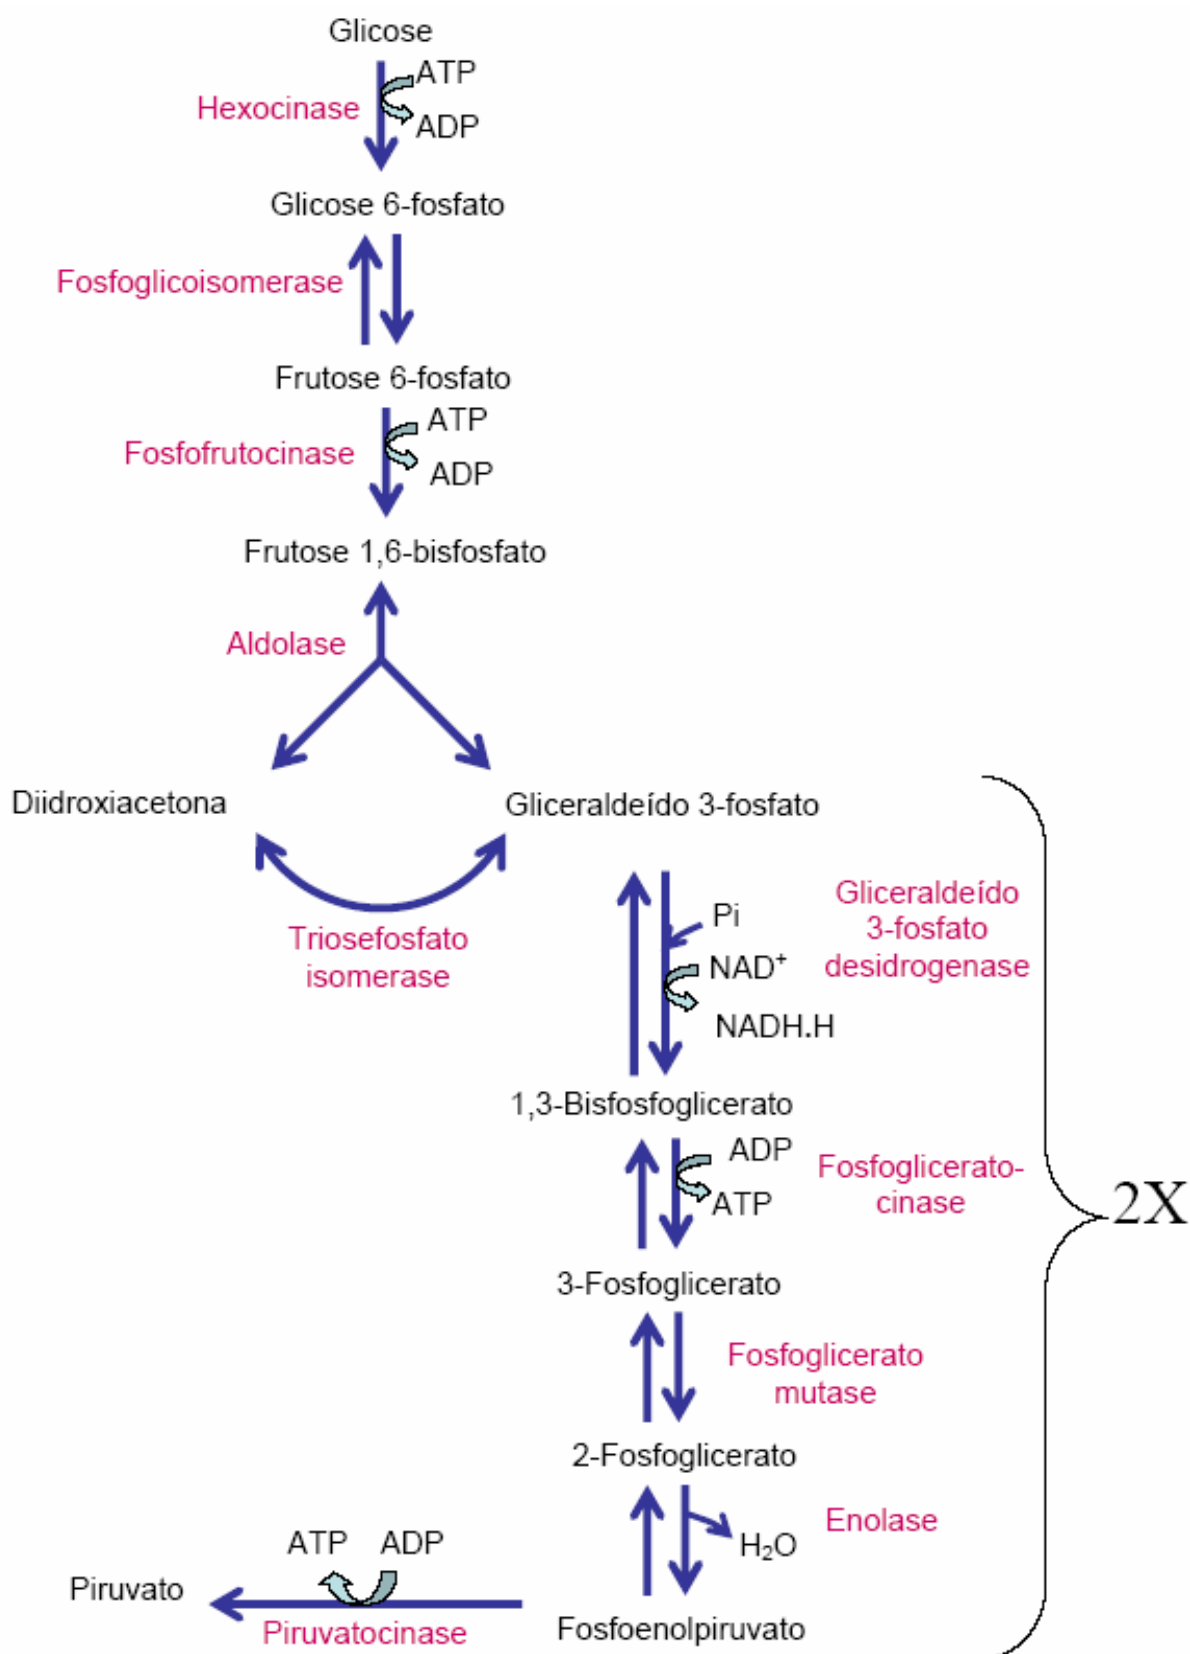 Glicose
ATP
Hexocinase
ADP
Glicose 6-fosfato
Fosfoglicoisomerase
Frutose 6-fosfato
ATP
Fosfofrutocinase
ADP
Frutose 1,6-bisfosfato
Aldolase
Diidroxiacetona
Gliceraldeído 3-fosfato
Triosefosfato
isomerase
Pi
NAD⁺
NADH.H
Gliceraldeído
3-fosfato
desidrogenase
1,3-Bisfosfoglicerato
ADP
ATP
Fosfoglicerato-
cinase
2X
3-Fosfoglicerato
Fosfoglicerato
mutase
2-Fosfoglicerato
Enolase
H₂O
ATP ADP
Piruvato
Piruvatocinase
Fosfoenolpiruvato